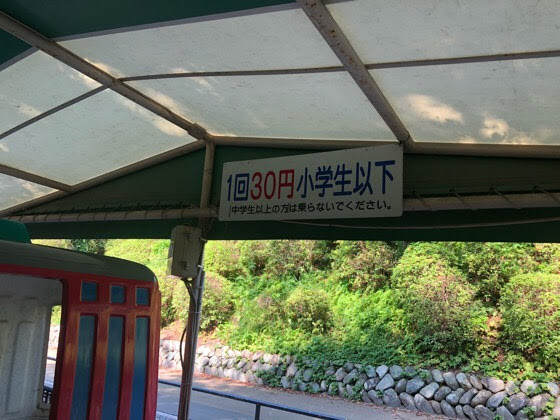 1回30円小学生以下
中学生以上の方は乗らないでください。